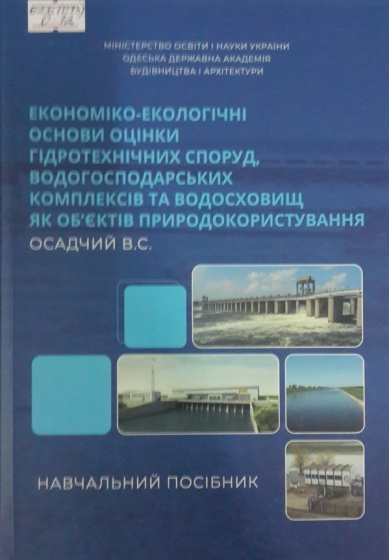 МІНІСТЕРСТВО ОСВІТИ І НАУКИ УКРАЇНИ
ОДЕСЬКА ДЕРЖАВНА АКАДЕМІЯ
БУДІВНИЦТВА І АРХІТЕКТУРИ
ЕКОНОМІКО-ЕКОЛОГІЧНІ
ОСНОВИ ОЦІНКИ
ГІДРОТЕХНІЧНИХ СПОРУД,
ВОДОГОСПОДАРСЬКИХ
КОМПЛЕКСІВ ТА ВОДОСХОВИЩ
ЯК ОБ'ЄКТІВ ПРИРОДОКОРИСТУВАННЯ
ОСАДЧИЙ В.С.
НАВЧАЛЬНИЙ ПОСІБНИК